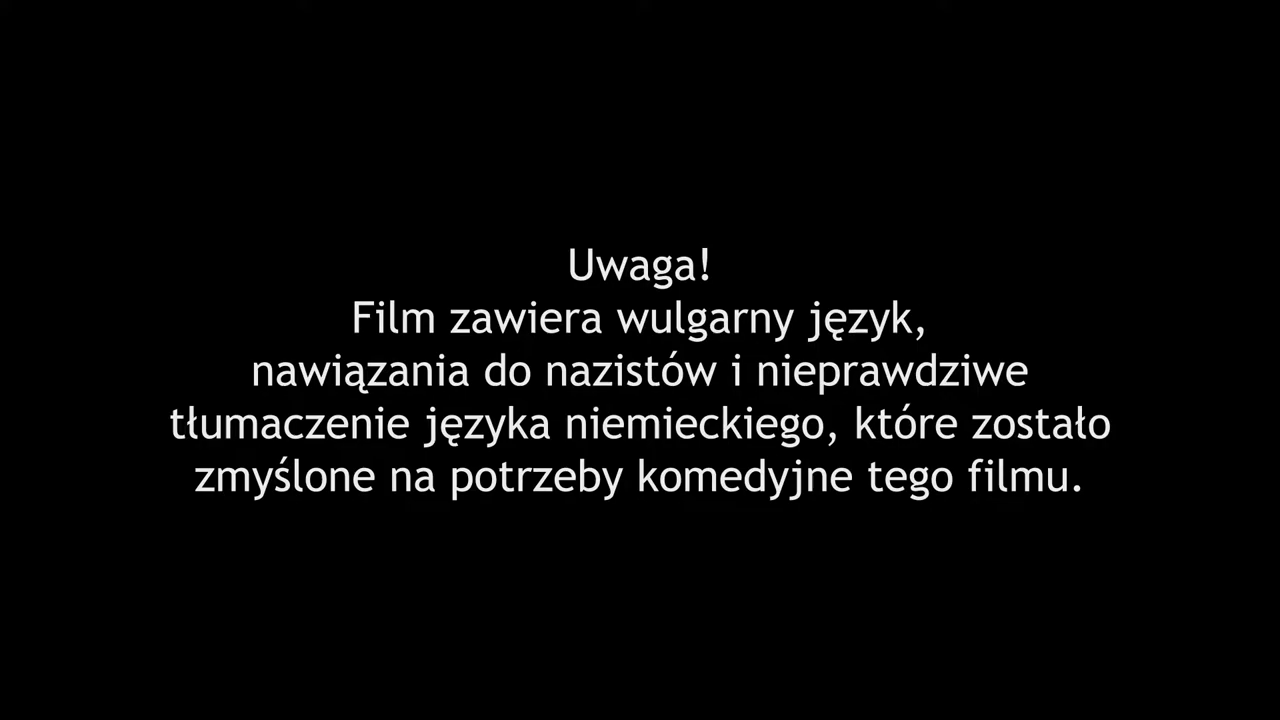 Uwaga!
Film zawiera wulgarny język,
nawiązania do nazistów i nieprawdziwe
tłumaczenie języka niemieckiego, które zostało
zmyślone na potrzeby komedyjne tego filmu.